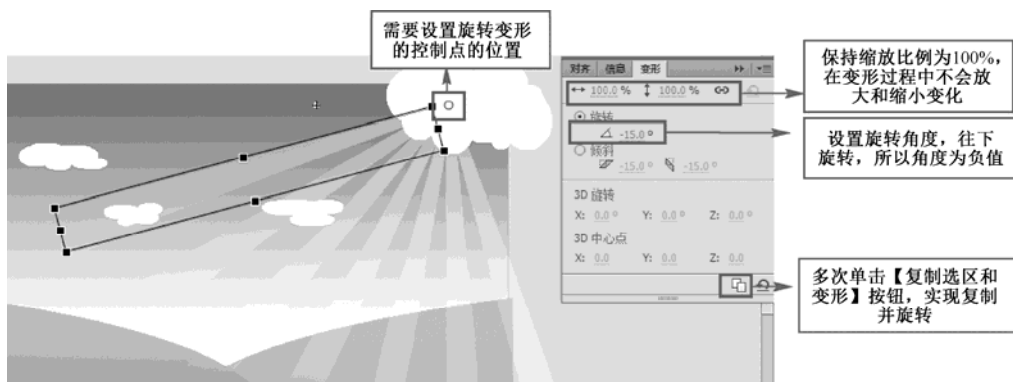 需要设置旋转变形
的控制点的位置
对齐 信息 变形
100.0 % 100.0 %
旋转
-15.0 °
倾斜
-15.0 ° -15.0 °
3D 旋转
X: 0.0 ° Y: 0.0 ° Z: 0.0 °
3D 中心点
X: 0.0 Y: 0.0 Z: 0.0
保持缩放比例为100%，
在变形过程中不会放
大和缩小变化
设置旋转角度，往下
旋转，所以角度为负值
多次单击【复制选区和
变形】按钮，实现复制
并旋转